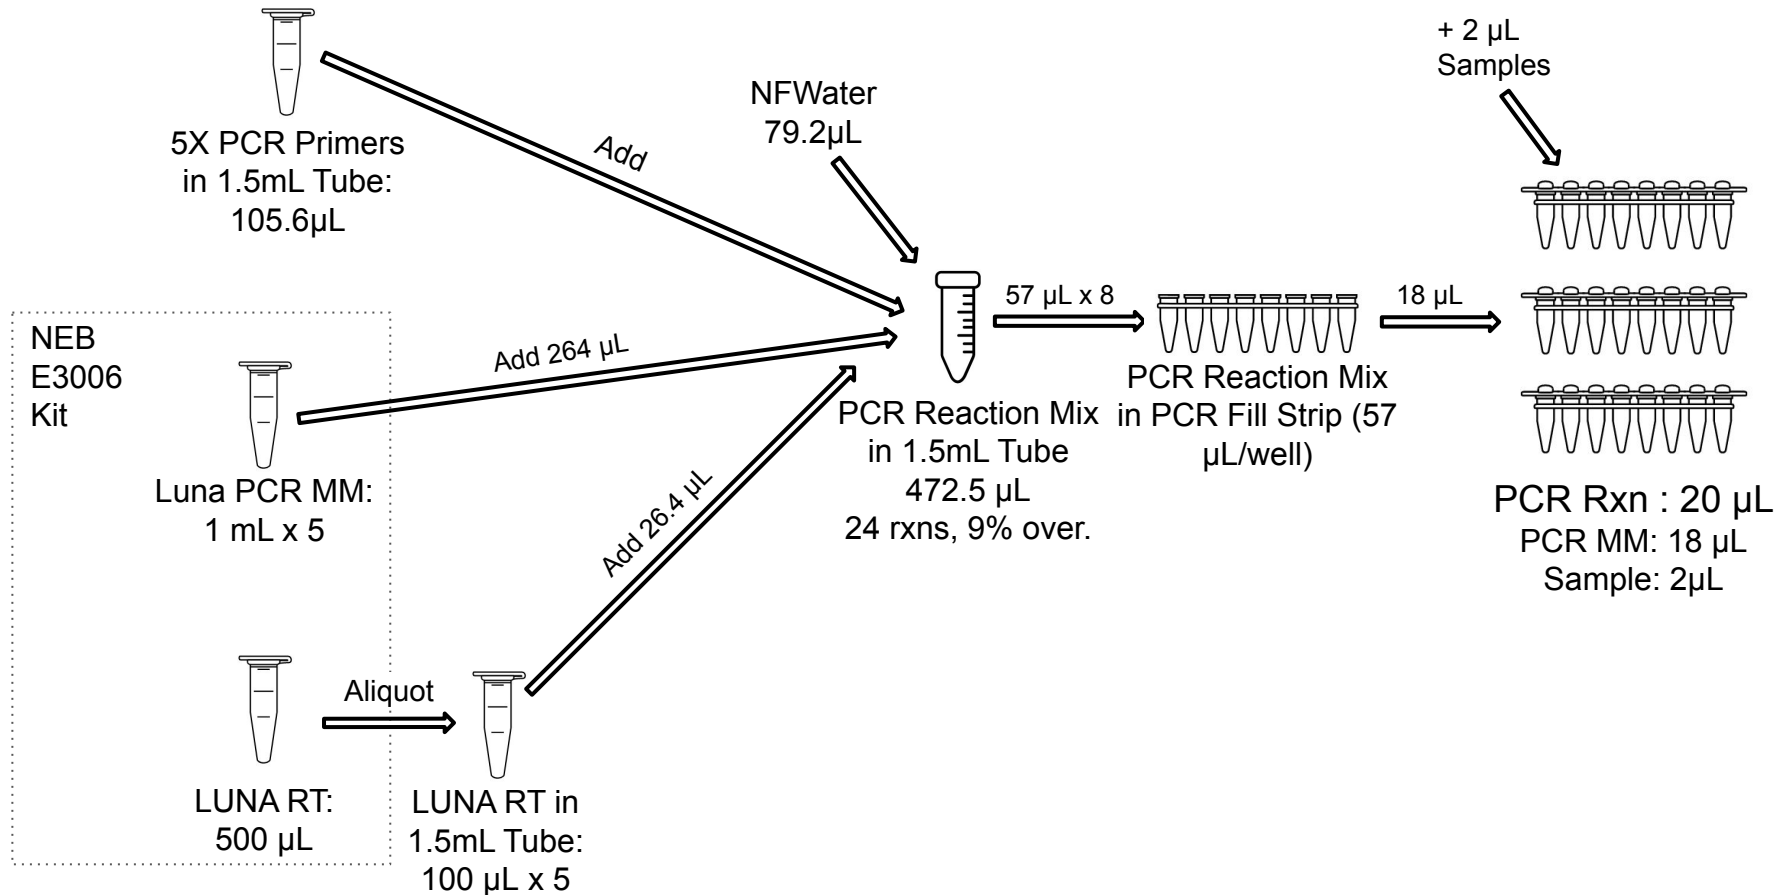 5X PCR Primers
in 1.5mL Tube:
105.6µL
Add
NFWater
79.2µL
+ 2 µL
Samples
NEB
E3006
Kit
Add 264 µL
Luna PCR MM:
1 mL x 5
Add 26.4 µL
LUNA RT:
500 µL
Aliquot
LUNA RT in
1.5mL Tube:
100 µL x 5
PCR Reaction Mix
in 1.5mL Tube
472.5 µL
24 rxns, 9% over.
57 µL x 8
PCR Reaction Mix
in PCR Fill Strip (57
µL/well)
18 µL
PCR Rxn : 20 µL
PCR MM: 18 µL
Sample: 2µL